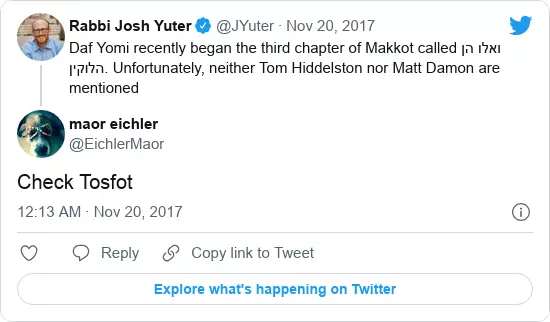 Rabbi Josh Yuter @JYuter · Nov 20, 2017
Daf Yomi recently began the third chapter of Makkot called ואלו הן
הלוקין. Unfortunately, neither Tom Hiddelston nor Matt Damon are
mentioned
maor eichler
@EichlerMaor
Check Tosfot
12:13 AM · Nov 20, 2017
Reply
Copy link to Tweet
Explore what's happening on Twitter